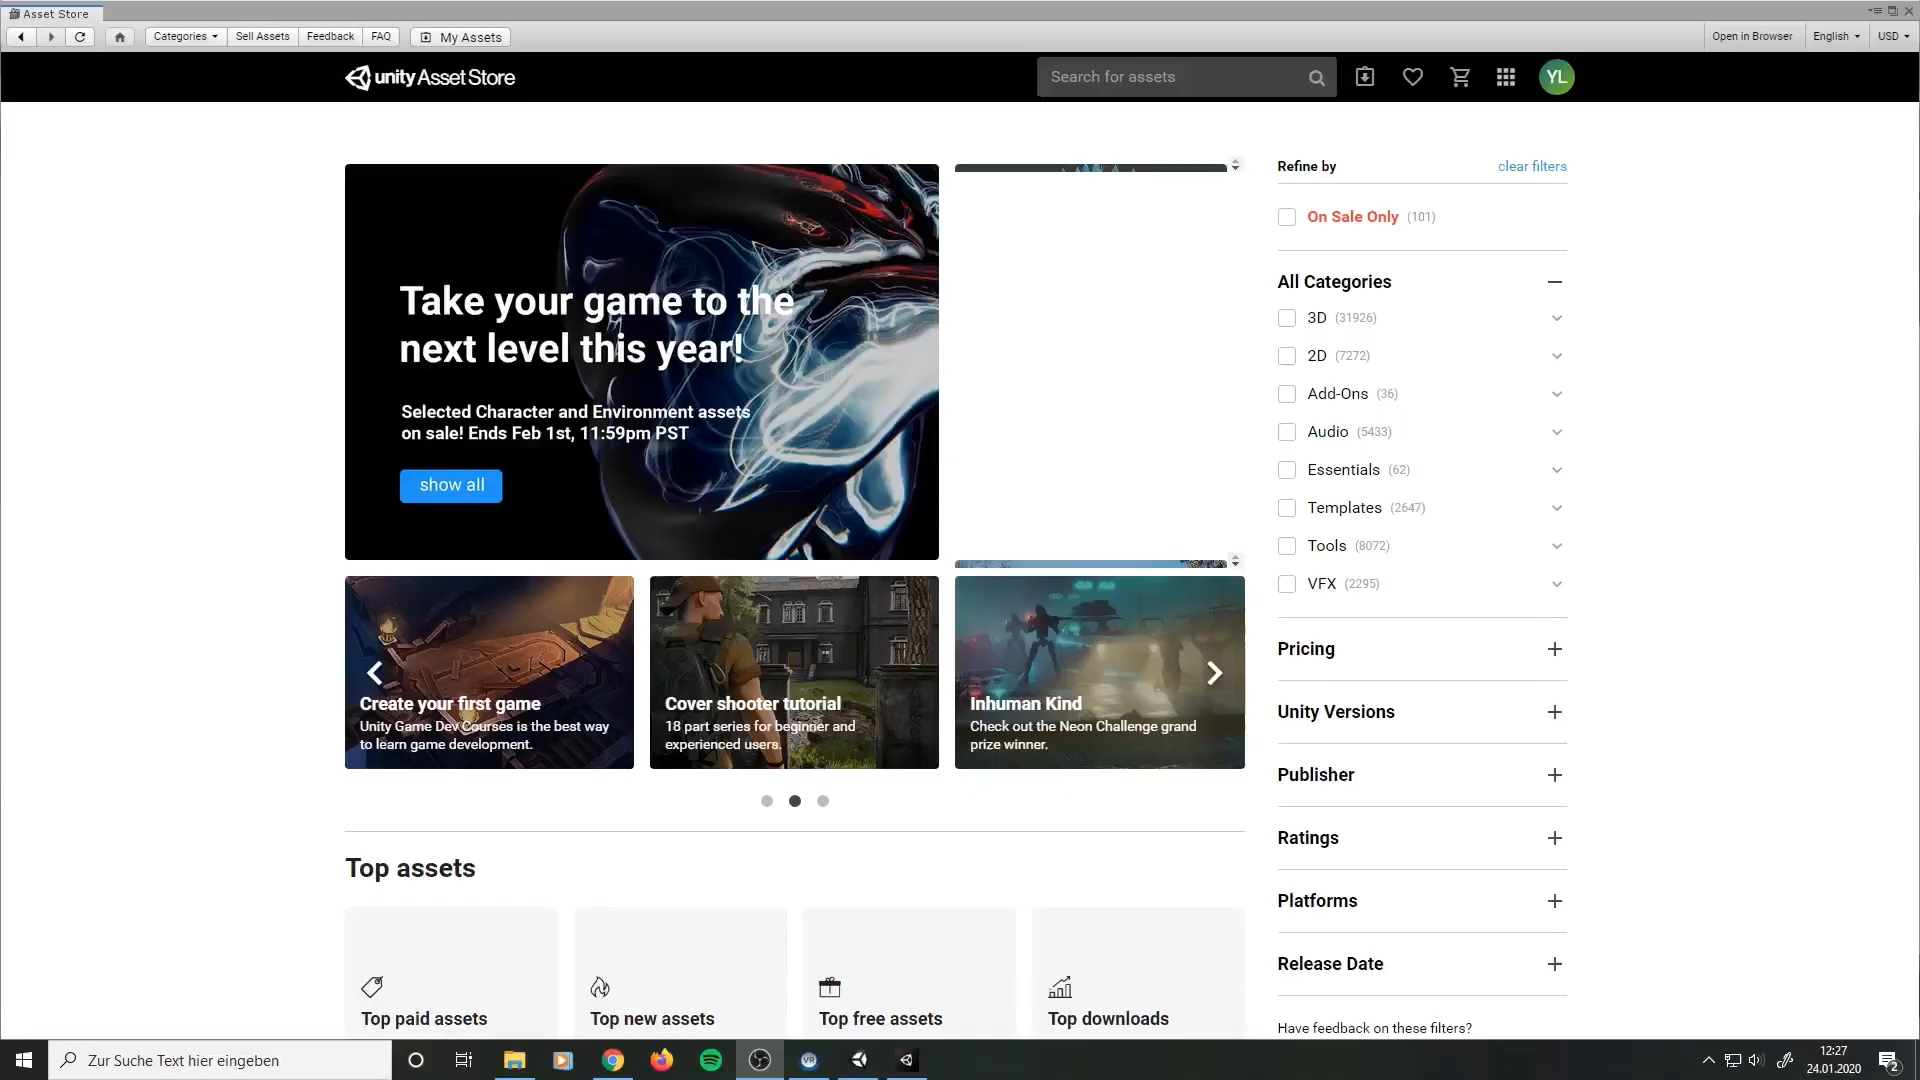 Asset Store
Categories
Sell Assets
Feedback
FAQ
My Assets
Open in Browser
English
USD
unity Asset Store
Search for assets
YL
Take your game to the
next level this year!
Selected Character and Environment assets
on sale! Ends Feb 1st, 11:59pm PST
show all
Create your first game
Unity Game Dev Courses is the best way
to learn game development.
Cover shooter tutorial
18 part series for beginner and
experienced users.
Inhuman Kind
Check out the Neon Challenge grand
prize winner.
Top assets
Top paid assets
Top new assets
Top free assets
Top downloads
Refine by
clear filters
On Sale Only (101)
All Categories
3D (31926)
2D (7272)
Add-Ons (36)
Audio (5433)
Essentials (62)
Templates (2647)
Tools (8072)
VFX (2295)
Pricing
Unity Versions
Publisher
Ratings
Platforms
Release Date
Have feedback on these filters?
Zur Suche Text hier eingeben
VR
12:27
24.01.2020
2